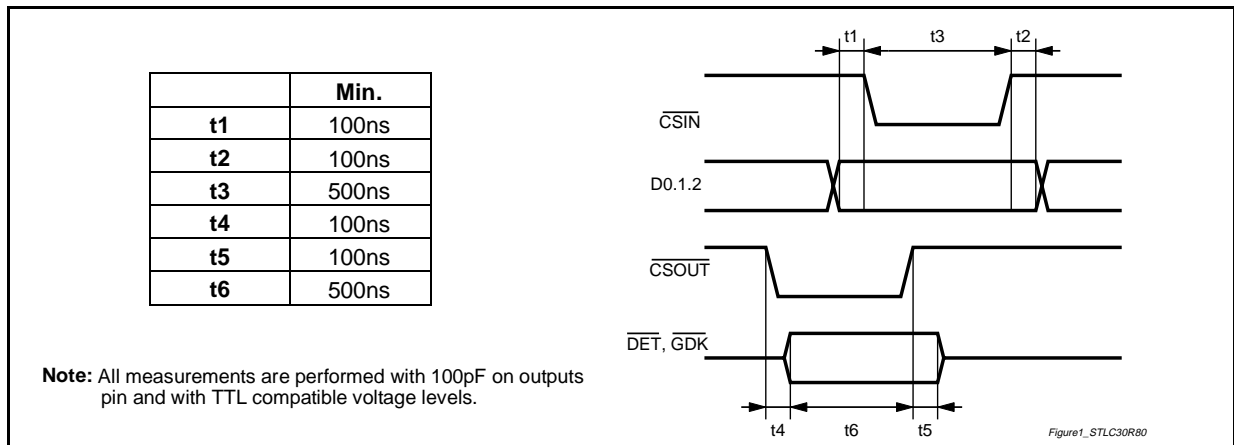 Min.
t1 100ns
t2 100ns
t3 500ns
t4 100ns
t5 100ns
t6 500ns
Note: All measurements are performed with 100pF on outputs
pin and with TTL compatible voltage levels.
t1 t3 t2
CSIN
D0.1.2
CSOUT
DET, GDK
t4 t6 t5
Figure1_STLC30R80